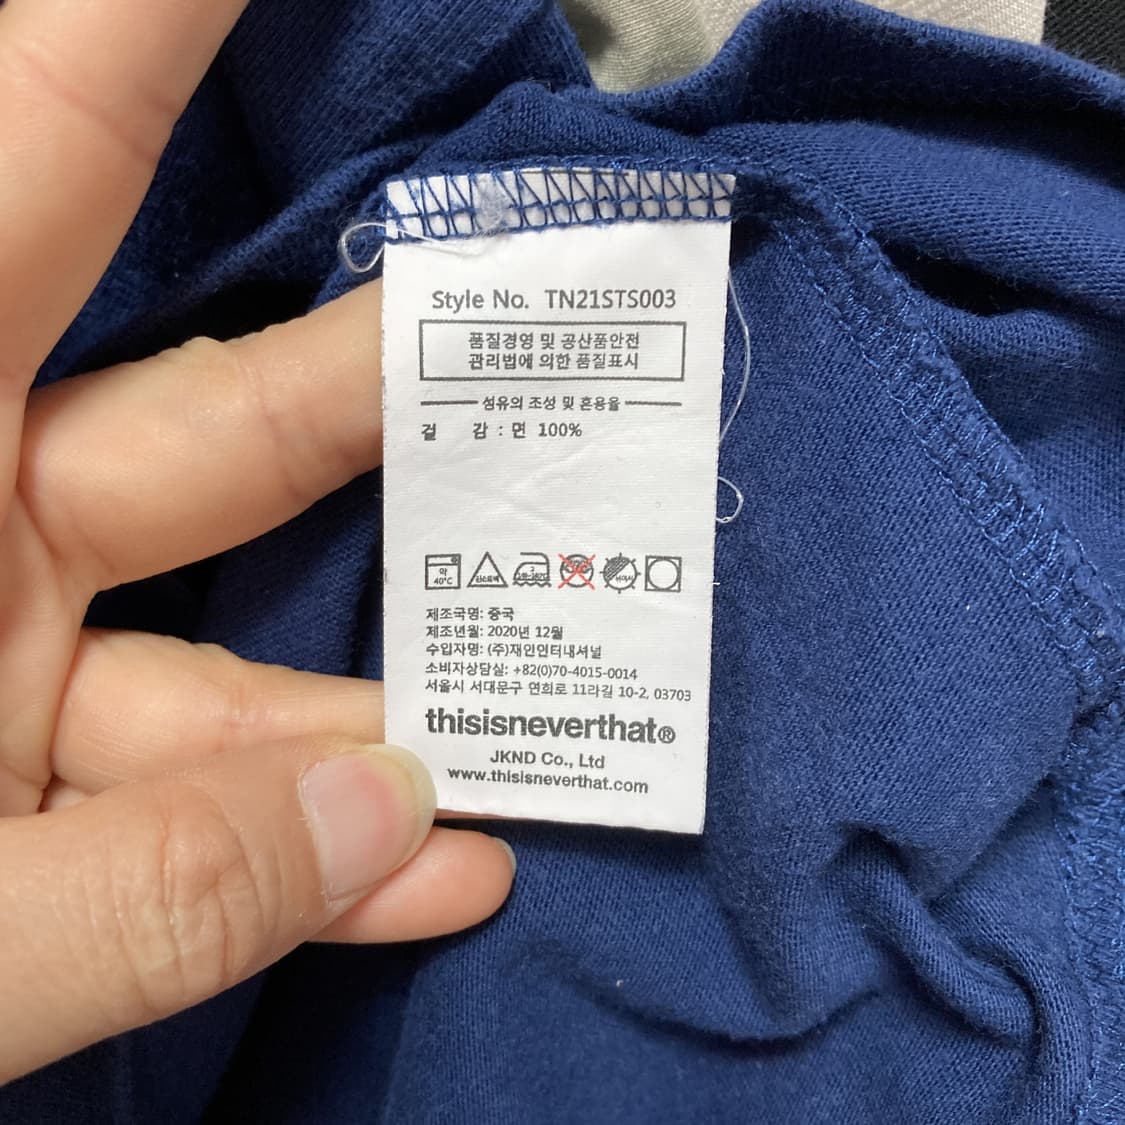 Style No. TN21STS003
품질경영 및 공산품안전
관리법에 의한 품질표시
섬유의 조성 및 혼용율
겉 감 : 면 100%
약
40°C
제조국명: 중국
제조년월: 2020년 12월
수입자명: (주)재인인터내셔널
소비자상담실: +82(0)70-4015-0014
서울시 서대문구 연희로 11라길 10-2, 03703
thisisneverthat®
JKND Co., Ltd
www.thisisneverthat.com